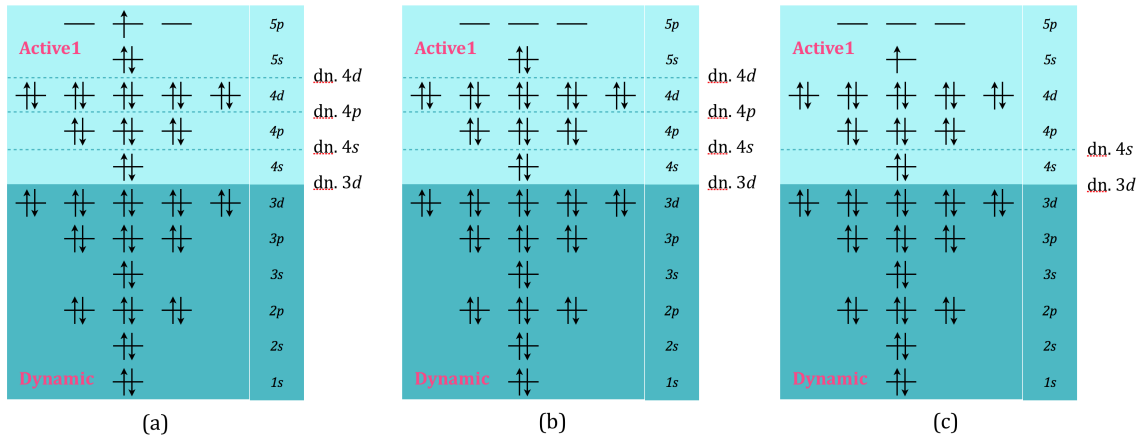 5p
Active1
5s
dn. 4d
4d
dn. 4p
4p
dn. 4s
4s
dn. 3d
3d
3p
3s
2p
2s
Dynamic
1s
(a)
5p
Active1
5s
dn. 4d
4d
dn. 4p
4p
dn. 4s
4s
dn. 3d
3d
3p
3s
2p
2s
Dynamic
1s
(b)
5p
Active1
5s
4d
4p
dn. 4s
4s
dn. 3d
3d
3p
3s
2p
2s
Dynamic
1s
(c)